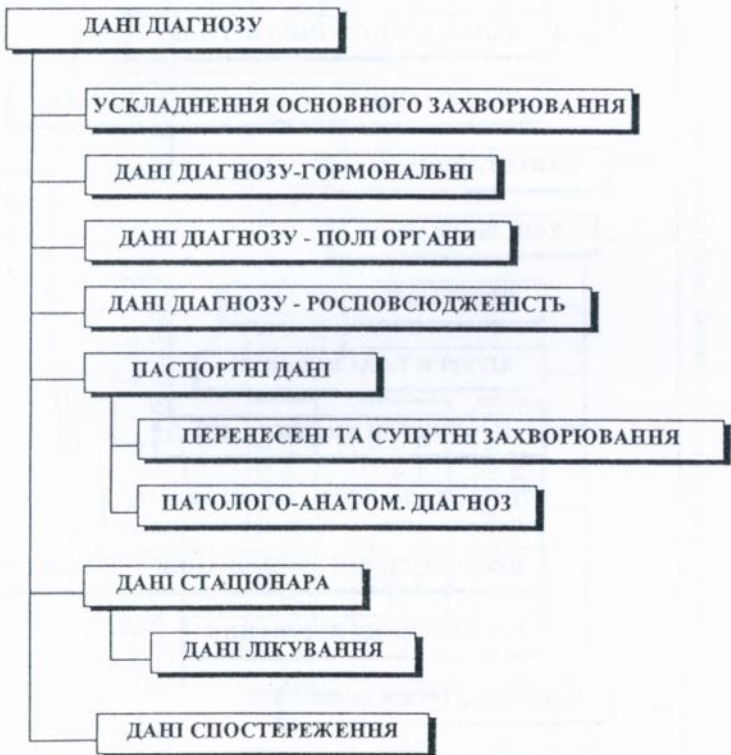 ДАНІ ДІАГНОЗУ
УСКЛАДНЕННЯ ОСНОВНОГО ЗАХВОРЮВАННЯ
ДАНІ ДІАГНОЗУ-ГОРМОНАЛЬНІ
ДАНІ ДІАГНОЗУ - ПОЛІ ОРГАНИ
ДАНІ ДІАГНОЗУ - РОСПОВСЮДЖЕНІСТЬ
ПАСПОРТНІ ДАНІ
ПЕРЕНЕСЕНІ ТА СУПУТНІ ЗАХВОРЮВАННЯ
ПАТОЛОГО-АНАТОМ. ДІАГНОЗ
ДАНІ СТАЦІОНАРА
ДАНІ ЛІКУВАННЯ
ДАНІ СПОСТЕРЕЖЕННЯ